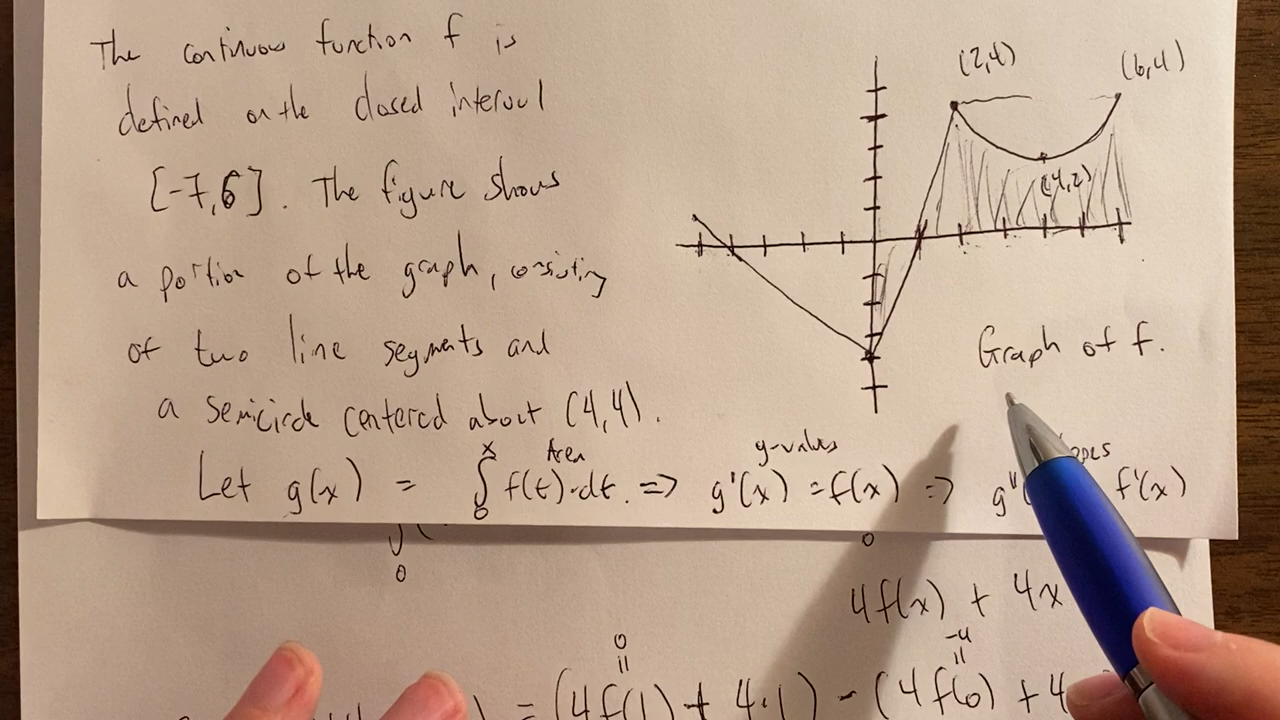 The continuous function f is
defined on the closed interval
[-7,6]. The figure shows
a portion of the graph, consisting
of two line segments and
a semicircle centered about (4,4).
(2,4)
(6,4)
(4,2)
Graph of f.
Area
y-values
Let g(x) = ∫₀ˣ f(t)·dt. => g'(x) = f(x) => g" f'(x)
0
0
4f(x) + 4x
0
-4
= (4f(1) + 4·1) - (4f(0) + 4